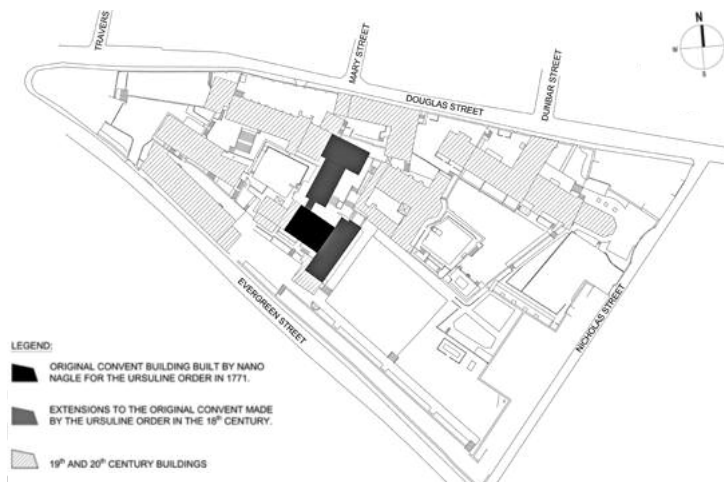 TRAVERS
MARY STREET
DOUGLAS STREET
DUNBAR STREET
N
W
S
EVERGREEN STREET
NICHOLAS STREET
LEGEND:
ORIGINAL CONVENT BUILDING BUILT BY NANO
NAGLE FOR THE URSULINE ORDER IN 1771.
EXTENSIONS TO THE ORIGINAL CONVENT MADE
BY THE URSULINE ORDER IN THE 18th CENTURY.
19th AND 20th CENTURY BUILDINGS